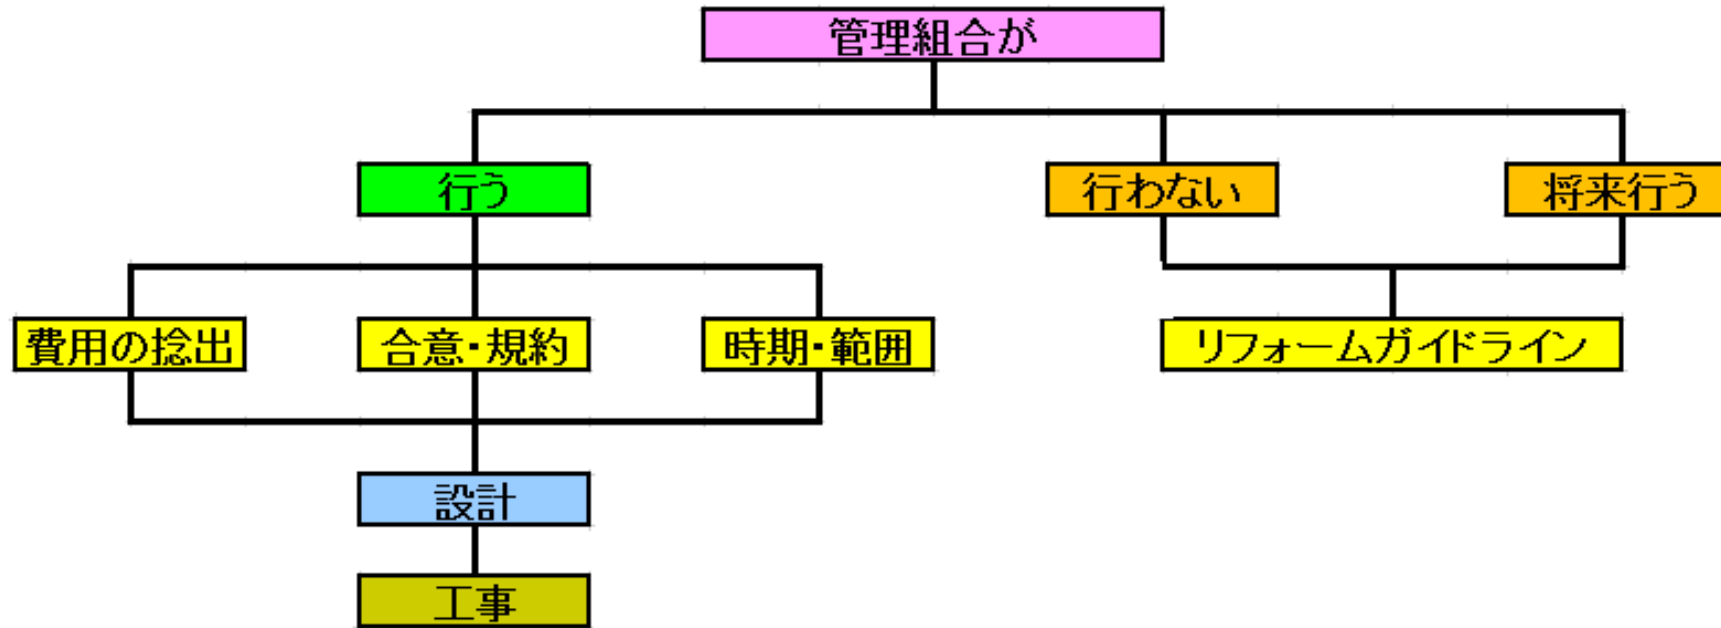 管理組合が
行う
行わない
将来行う
費用の捻出
合意・規約
時期・範囲
リフォームガイドライン
設計
工事